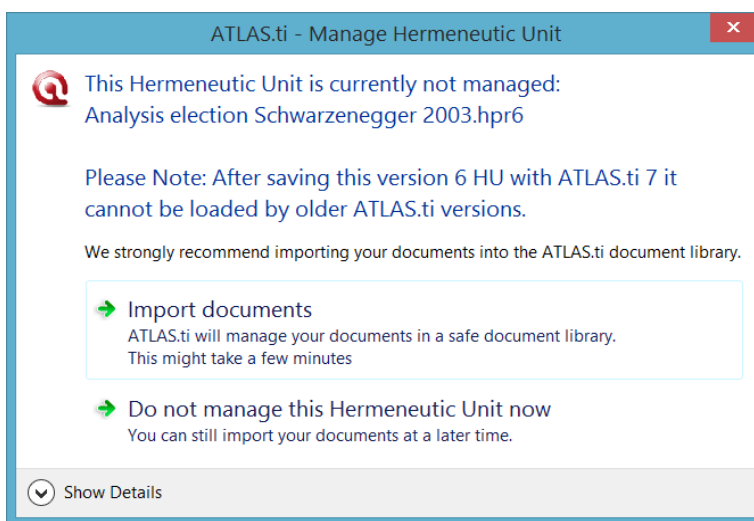 ATLAS.ti - Manage Hermeneutic Unit
This Hermeneutic Unit is currently not managed:
Analysis election Schwarzenegger 2003.hpr6
Please Note: After saving this version 6 HU with ATLAS.ti 7 it
cannot be loaded by older ATLAS.ti versions.
We strongly recommend importing your documents into the ATLAS.ti document library.
Import documents
ATLAS.ti will manage your documents in a safe document library.
This might take a few minutes
Do not manage this Hermeneutic Unit now
You can still import your documents at a later time.
Show Details